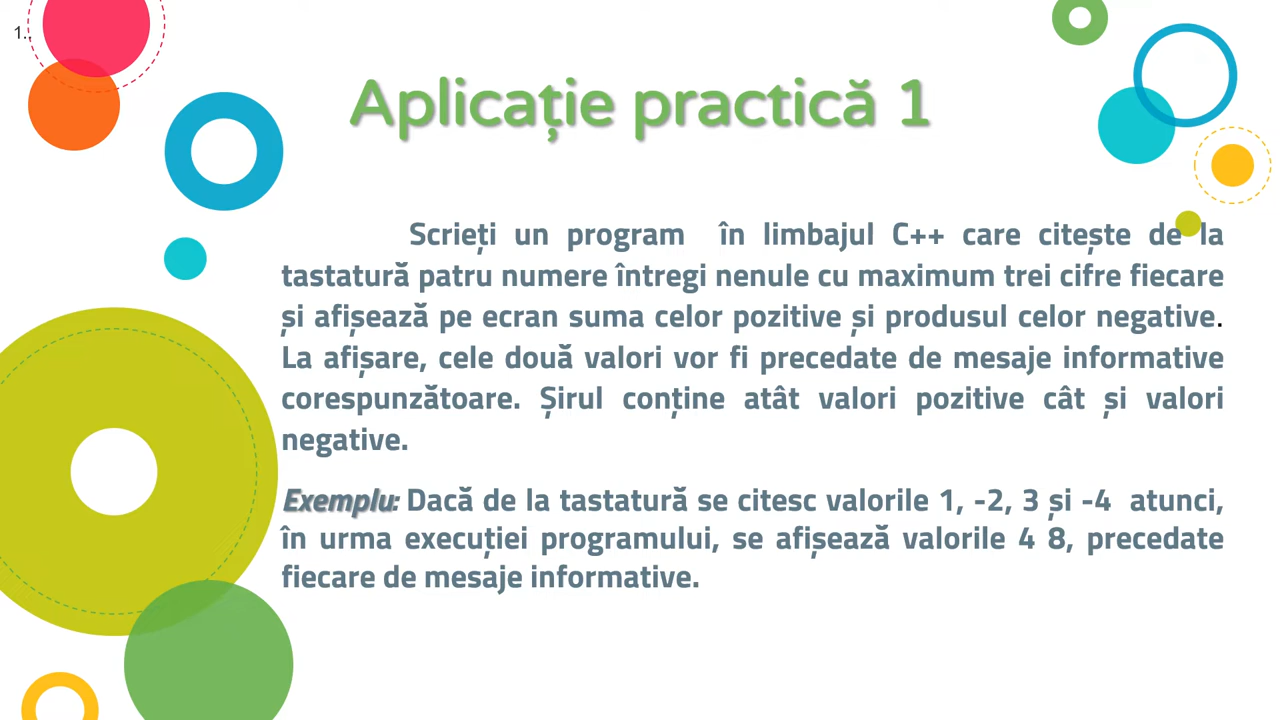 1..
Aplicație practică 1
Scrieți un program în limbajul C++ care citește de la
tastatură patru numere întregi nenule cu maximum trei cifre fiecare
și afișează pe ecran suma celor pozitive și produsul celor negative.
La afișare, cele două valori vor fi precedate de mesaje informative
corespunzătoare. Șirul conține atât valori pozitive cât și valori
negative.
Exemplu: Dacă de la tastatură se citesc valorile 1, -2, 3 și -4 atunci,
în urma execuției programului, se afișează valorile 4 8, precedate
fiecare de mesaje informative.